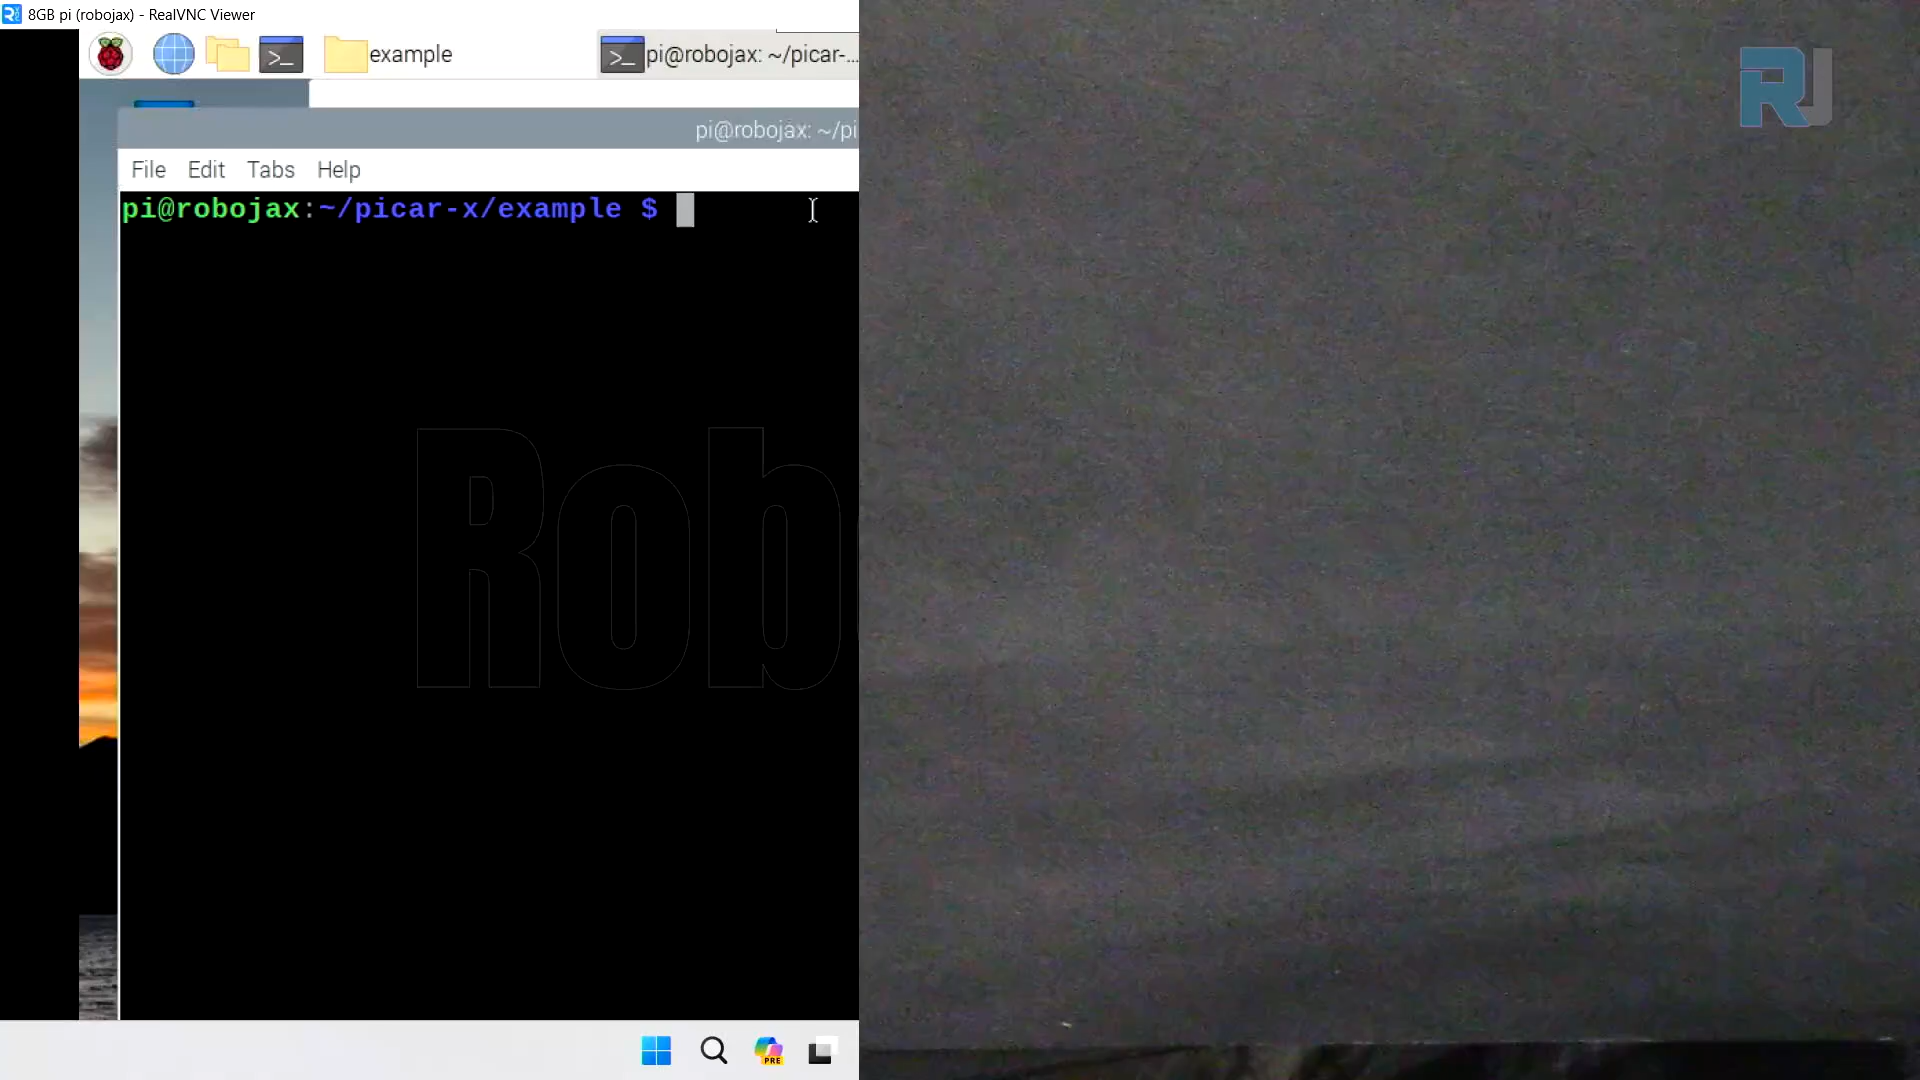 8GB pi (robojax) - RealVNC Viewer
example
pi@robojax: ~/picar-...
pi@robojax: ~/pi
File Edit Tabs Help
pi@robojax:~/picar-x/example $
Rob
RJ
PRE